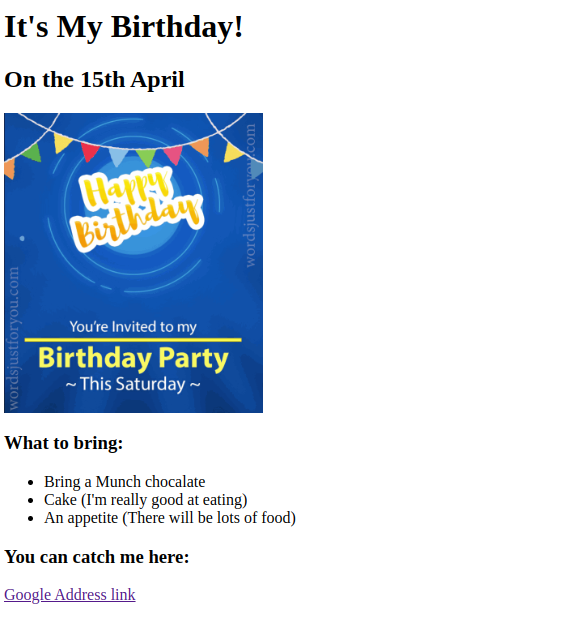 It's My Birthday!
On the 15th April
wordsjustforyou.com
Happy
Birthday
wordsjustforyou.com
You're Invited to my
Birthday Party
~ This Saturday ~
What to bring:
Bring a Munch chocalate
Cake (I'm really good at eating)
An appetite (There will be lots of food)
You can catch me here:
Google Address link